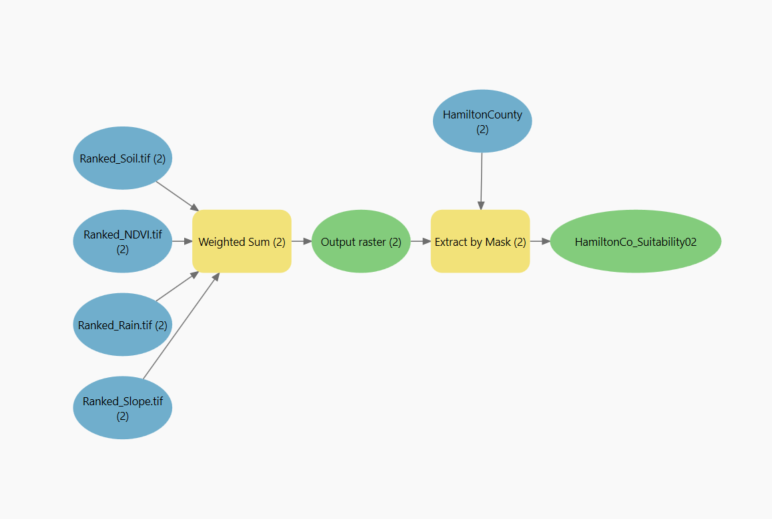 HamiltonCounty
(2)
Ranked_Soil.tif (2)
Ranked_NDVI.tif
(2)
Weighted Sum (2)
Output raster (2)
Extract by Mask (2)
HamiltonCo_Suitability02
Ranked_Rain.tif (2)
Ranked_Slope.tif
(2)